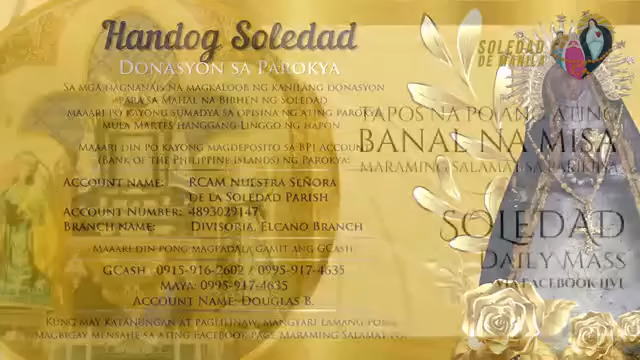 Handog Soledad
Donasyon sa Parokya
Sa mga nagnanais na magkaloob ng kanilang donasyon
para sa Mahal na Birhen ng Soledad
maaari po kayong sumadya sa opisina ng ating parokya
mula Martes hanggang Linggo ng hapon.
Maaari din po kayong magdeposito sa BPI Account
(Bank of the Philippine Islands) ng Parokya:
Account name: RCAM Nuestra Señora
de la Soledad Parish
Account Number: 4893029147
Branch name: Divisoria, Elcano Branch
Maaari din pong magpadala gamit ang GCash
GCash: 0915-916-2602 / 0995-917-4635
Maya: 0995-917-4635
Account Name: Douglas B.
Kung may katanungan at paglilinaw, mangyari lamang pong
magbigay mensahe sa ating Facebook page. Maraming Salamat po.
SOLEDAD
DE MANILA
Tapos na po ang ating
Banal na Misa
Maraming salamat sa pakikiisa
Soledad
Daily Mass
via Facebook Live